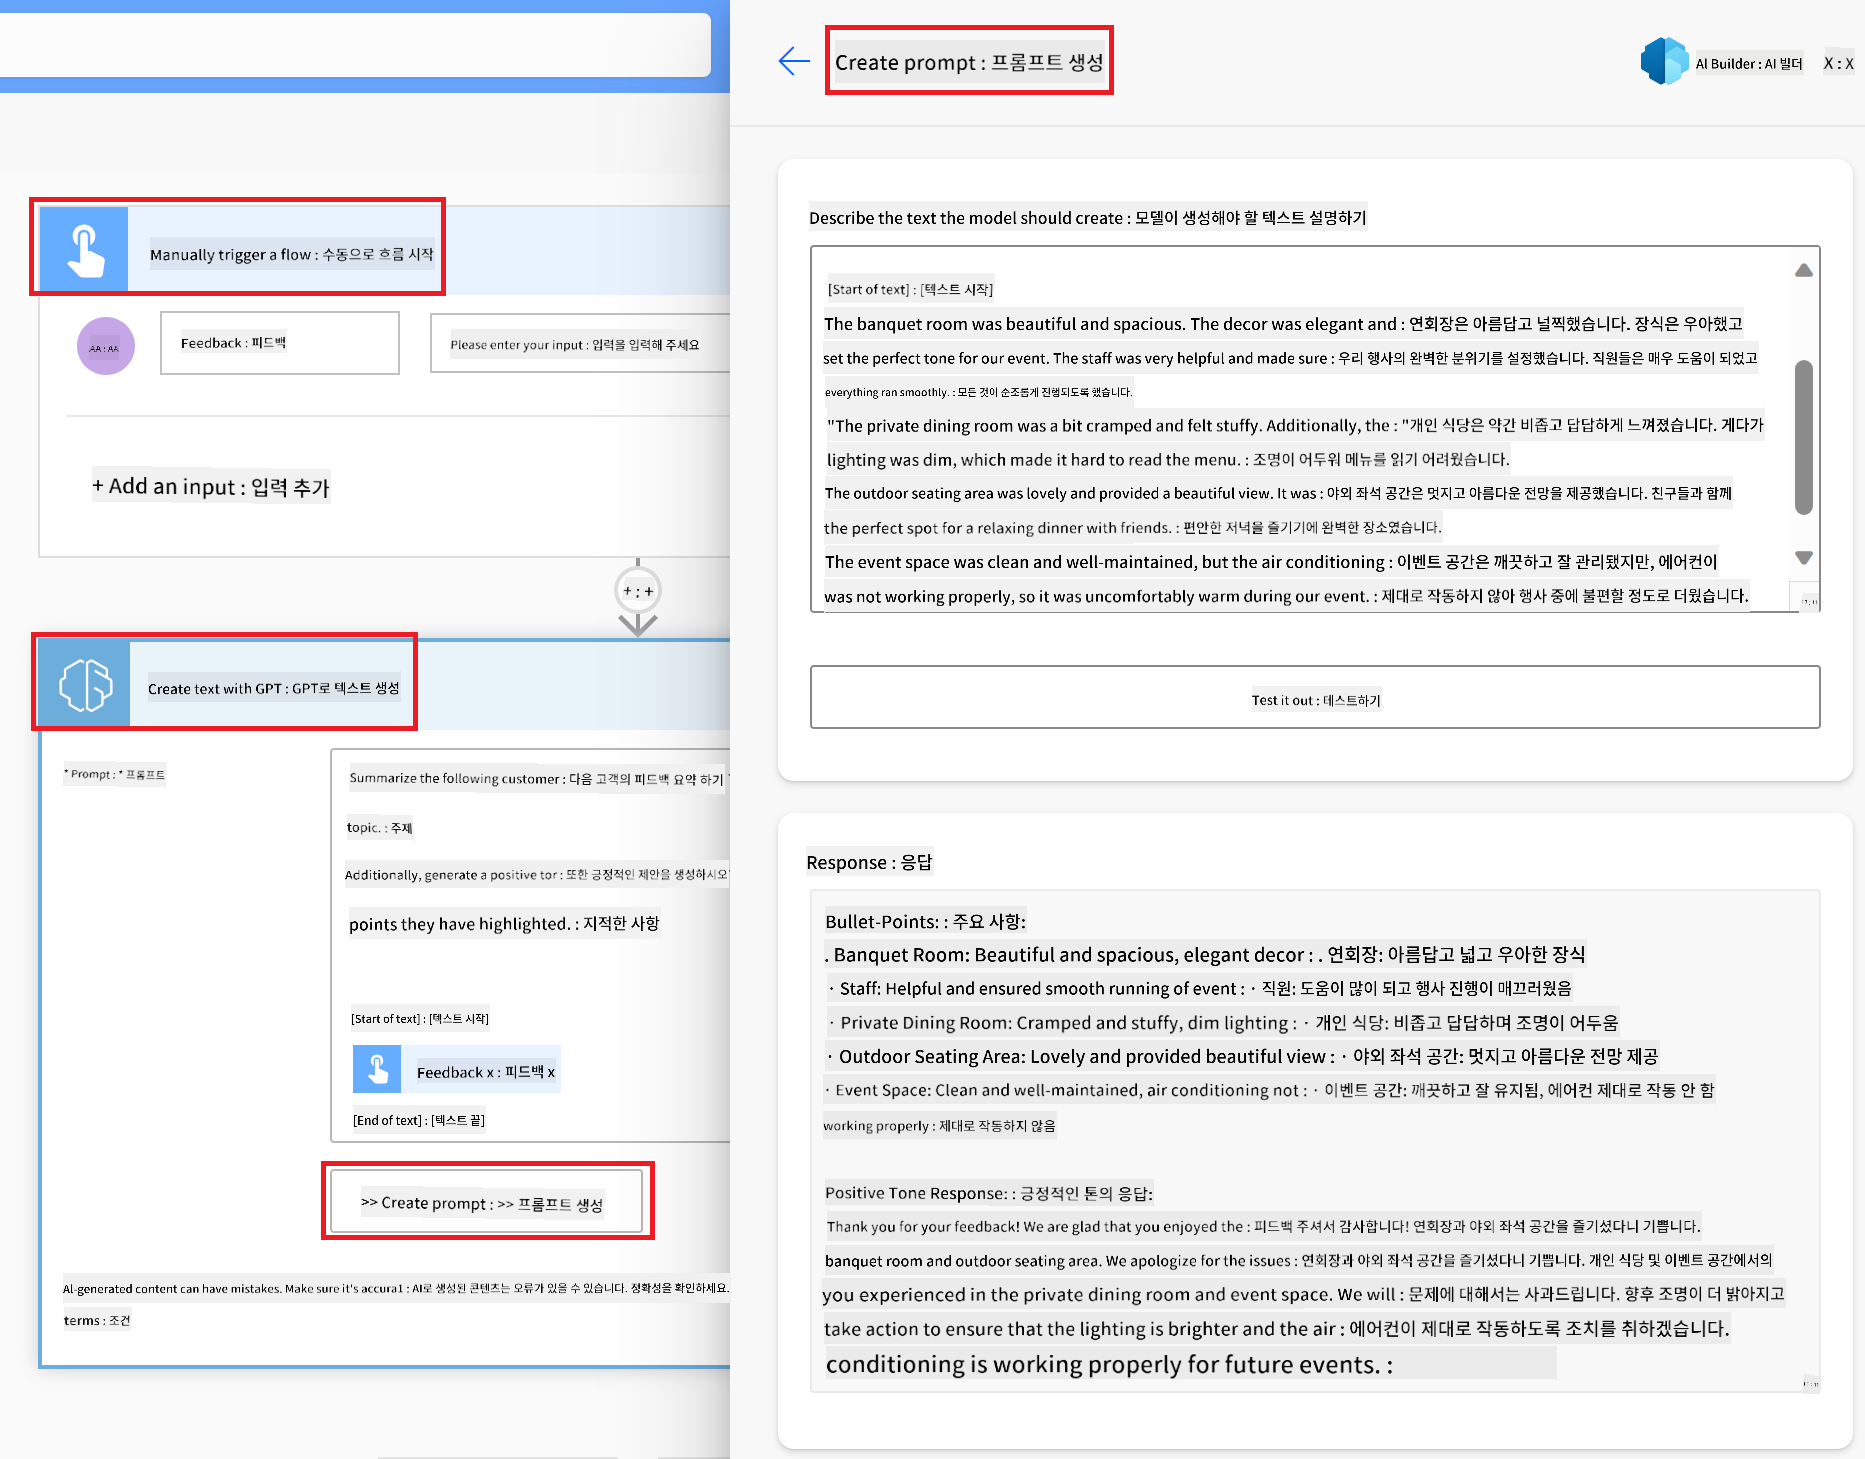 Manually trigger a flow : 수동으로 흐름 시작
AA : AA
Feedback : 피드백
Please enter your input : 입력을 입력해 주세요
+ Add an input : 입력 추가
+ : +
Create text with GPT : GPT로 텍스트 생성
* Prompt : * 프롬프트
Summarize the following customer : 다음 고객의 피드백 요약 하기
topic. : 주제
Additionally, generate a positive tor : 또한 긍정적인 제안을 생성하시오
points they have highlighted. : 지적한 사항
[Start of text] : [텍스트 시작]
Feedback x : 피드백 x
[End of text] : [텍스트 끝]
>> Create prompt : >> 프롬프트 생성
AI-generated content can have mistakes. Make sure it's accura1 : AI로 생성된 콘텐츠는 오류가 있을 수 있습니다. 정확성을 확인하세요.
terms : 조건
Create prompt : 프롬프트 생성
AI Builder : AI 빌더
X : X
Describe the text the model should create : 모델이 생성해야 할 텍스트 설명하기
[Start of text] : [텍스트 시작]
The banquet room was beautiful and spacious. The decor was elegant and : 연회장은 아름답고 널찍했습니다. 장식은 우아했고
set the perfect tone for our event. The staff was very helpful and made sure : 우리 행사의 완벽한 분위기를 설정했습니다. 직원들은 매우 도움이 되었고
everything ran smoothly. : 모든 것이 순조롭게 진행되도록 했습니다.
"The private dining room was a bit cramped and felt stuffy. Additionally, the : "개인 식당은 약간 비좁고 답답하게 느껴졌습니다. 게다가
lighting was dim, which made it hard to read the menu. : 조명이 어두워 메뉴를 읽기 어려웠습니다.
The outdoor seating area was lovely and provided a beautiful view. It was : 야외 좌석 공간은 멋지고 아름다운 전망을 제공했습니다. 친구들과 함께
the perfect spot for a relaxing dinner with friends. : 편안한 저녁을 즐기기에 완벽한 장소였습니다.
The event space was clean and well-maintained, but the air conditioning : 이벤트 공간은 깨끗하고 잘 관리됐지만, 에어컨이
was not working properly, so it was uncomfortably warm during our event. : 제대로 작동하지 않아 행사 중에 불편할 정도로 더웠습니다.
Test it out : 테스트하기
Response : 응답
Bullet-Points: : 주요 사항:
. Banquet Room: Beautiful and spacious, elegant decor : . 연회장: 아름답고 넓고 우아한 장식
· Staff: Helpful and ensured smooth running of event : · 직원: 도움이 많이 되고 행사 진행이 매끄러웠음
· Private Dining Room: Cramped and stuffy, dim lighting : · 개인 식당: 비좁고 답답하며 조명이 어두움
· Outdoor Seating Area: Lovely and provided beautiful view : · 야외 좌석 공간: 멋지고 아름다운 전망 제공
· Event Space: Clean and well-maintained, air conditioning not : · 이벤트 공간: 깨끗하고 잘 유지됨, 에어컨 제대로 작동 안 함
working properly : 제대로 작동하지 않음
Positive Tone Response: : 긍정적인 톤의 응답:
Thank you for your feedback! We are glad that you enjoyed the : 피드백 주셔서 감사합니다! 연회장과 야외 좌석 공간을 즐기셨다니 기쁩니다.
banquet room and outdoor seating area. We apologize for the issues : 연회장과 야외 좌석 공간을 즐기셨다니 기쁩니다. 개인 식당 및 이벤트 공간에서의
you experienced in the private dining room and event space. We will : 문제에 대해서는 사과드립니다. 향후 조명이 더 밝아지고
take action to ensure that the lighting is brighter and the air : 에어컨이 제대로 작동하도록 조치를 취하겠습니다.
conditioning is working properly for future events. :